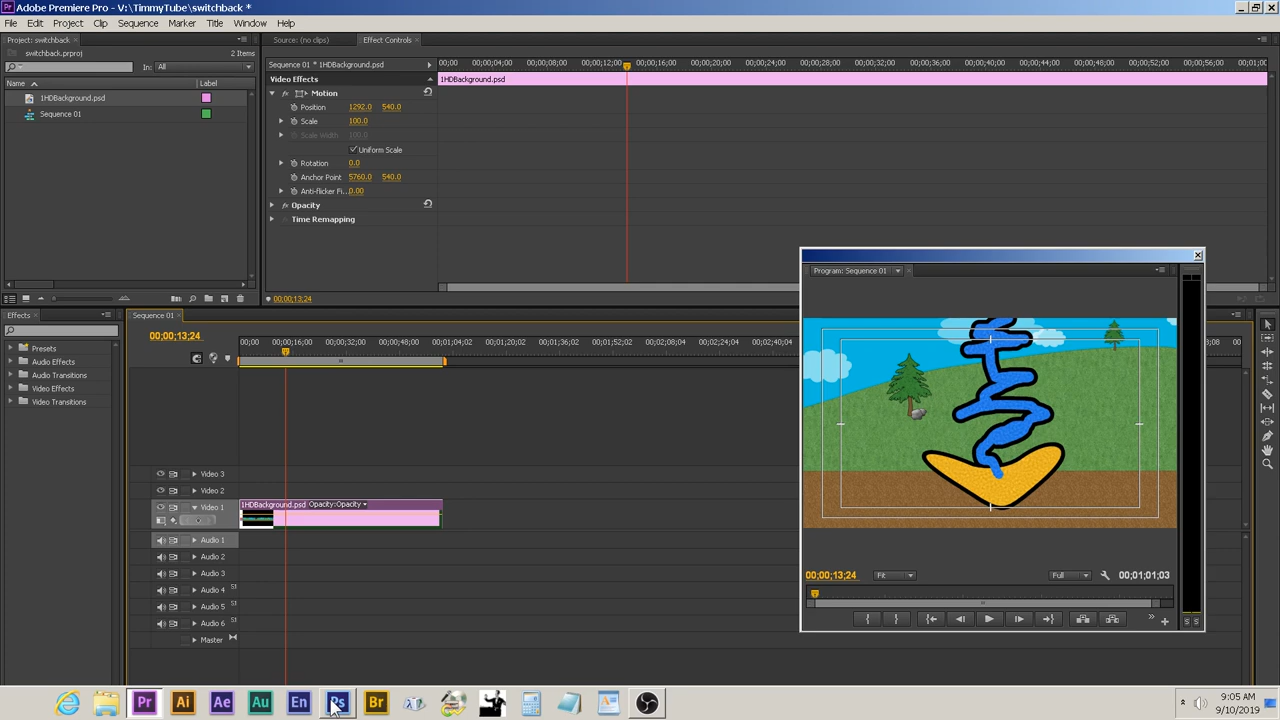 Adobe Premiere Pro - V:\TimmyTube\switchback *
File Edit Project Clip Sequence Marker Title Window Help
Project: switchback
switchback.prproj 2 Items
In: All
Name Label
1HDBackground.psd
Sequence 01
Source: (no clips) Effect Controls
Sequence 01 * 1HDBackground.psd
Video Effects
Motion
Position 1292.0 540.0
Scale 100.0
Scale Width 100.0
Uniform Scale
Rotation 0.0
Anchor Point 5760.0 540.0
Anti-flicker Fi... 0.00
Opacity
Time Remapping
00;00 00;00;04;00 00;00;08;00 00;00;12;00 00;00;16;00 00;00;20;00 00;00;24;00 00;00;28;00 00;00;32;00 00;00;36;00 00;00;40;00 00;00;44;00 00;00;48;00 00;00;52;00 00;00;56;00 00;01;00
1HDBackground.psd
00;00;13;24
Effects
Presets
Audio Effects
Audio Transitions
Video Effects
Video Transitions
Sequence 01
00;00;13;24
00;00 00;00;16;00 00;00;32;00 00;00;48;00 00;01;04;02 00;01;20;02 00;01;36;02 00;01;52;02 00;02;08;04 00;02;24;04 00;02;40;04
Video 3
Video 2
Video 1
1HDBackground.psd Opacity:Opacity
Audio 1
Audio 2
Audio 3
Audio 4 S1
Audio 5 S1
Audio 6 S1
Master
Program: Sequence 01
00;00;13;24 Fit Full 00;01;01;03
S S
Pr Ai Ae Au En Ps Br
9:05 AM
9/10/2019